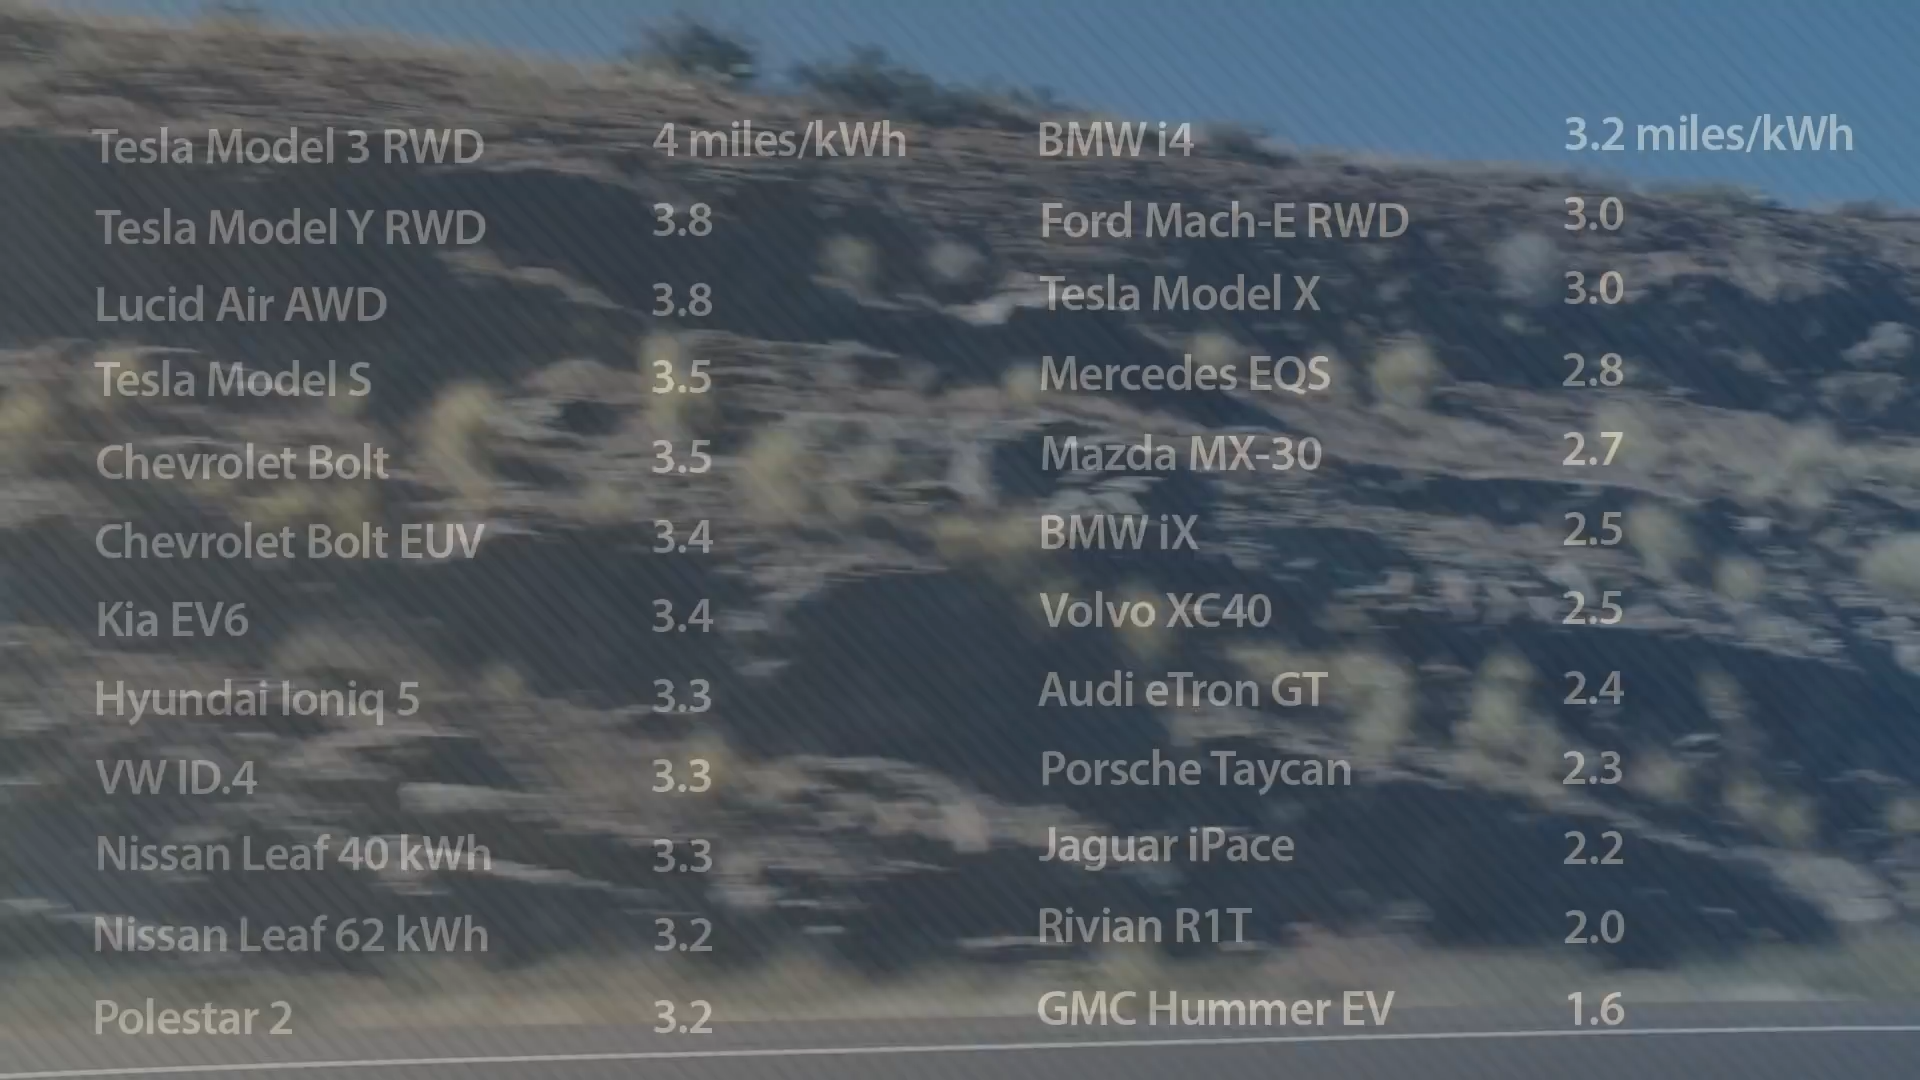 Tesla Model 3 RWD 4 miles/kWh
Tesla Model Y RWD 3.8
Lucid Air AWD 3.8
Tesla Model S 3.5
Chevrolet Bolt 3.5
Chevrolet Bolt EUV 3.4
Kia EV6 3.4
Hyundai Ioniq 5 3.3
VW ID.4 3.3
Nissan Leaf 40 kWh 3.3
Nissan Leaf 62 kWh 3.2
Polestar 2 3.2
BMW i4 3.2 miles/kWh
Ford Mach-E RWD 3.0
Tesla Model X 3.0
Mercedes EQS 2.8
Mazda MX-30 2.7
BMW iX 2.5
Volvo XC40 2.5
Audi eTron GT 2.4
Porsche Taycan 2.3
Jaguar iPace 2.2
Rivian R1T 2.0
GMC Hummer EV 1.6